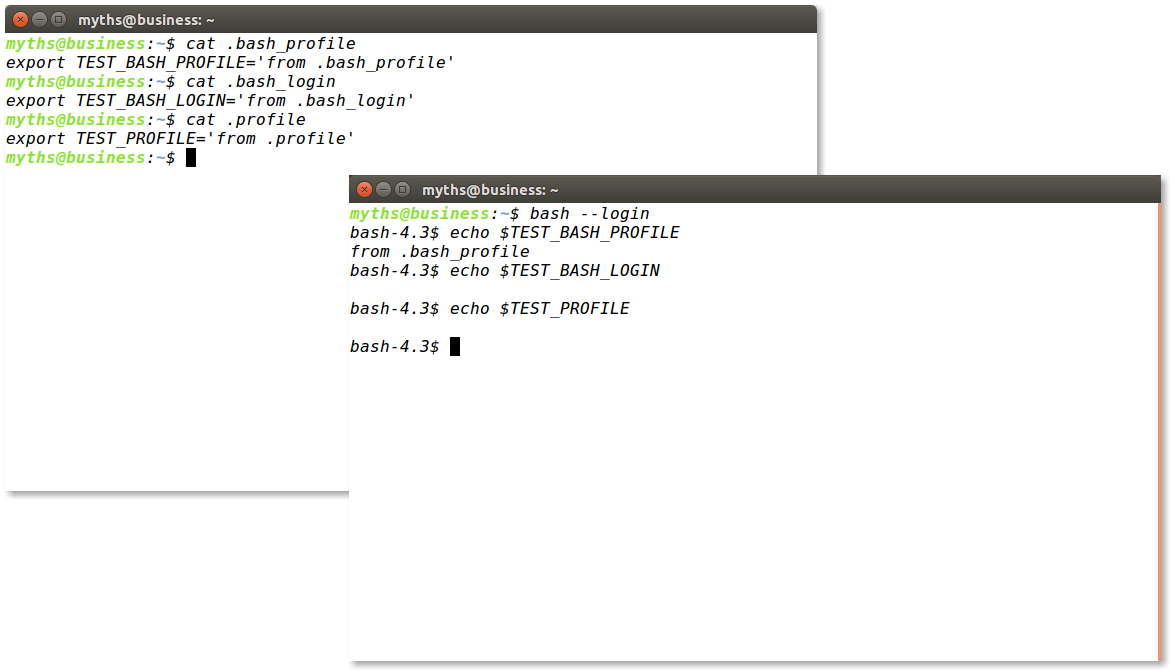 myths@business: ~
myths@business:~$ cat .bash_profile
export TEST_BASH_PROFILE='from .bash_profile'
myths@business:~$ cat .bash_login
export TEST_BASH_LOGIN='from .bash_login'
myths@business:~$ cat .profile
export TEST_PROFILE='from .profile'
myths@business:~$
myths@business: ~
myths@business:~$ bash --login
bash-4.3$ echo $TEST_BASH_PROFILE
from .bash_profile
bash-4.3$ echo $TEST_BASH_LOGIN
bash-4.3$ echo $TEST_PROFILE
bash-4.3$